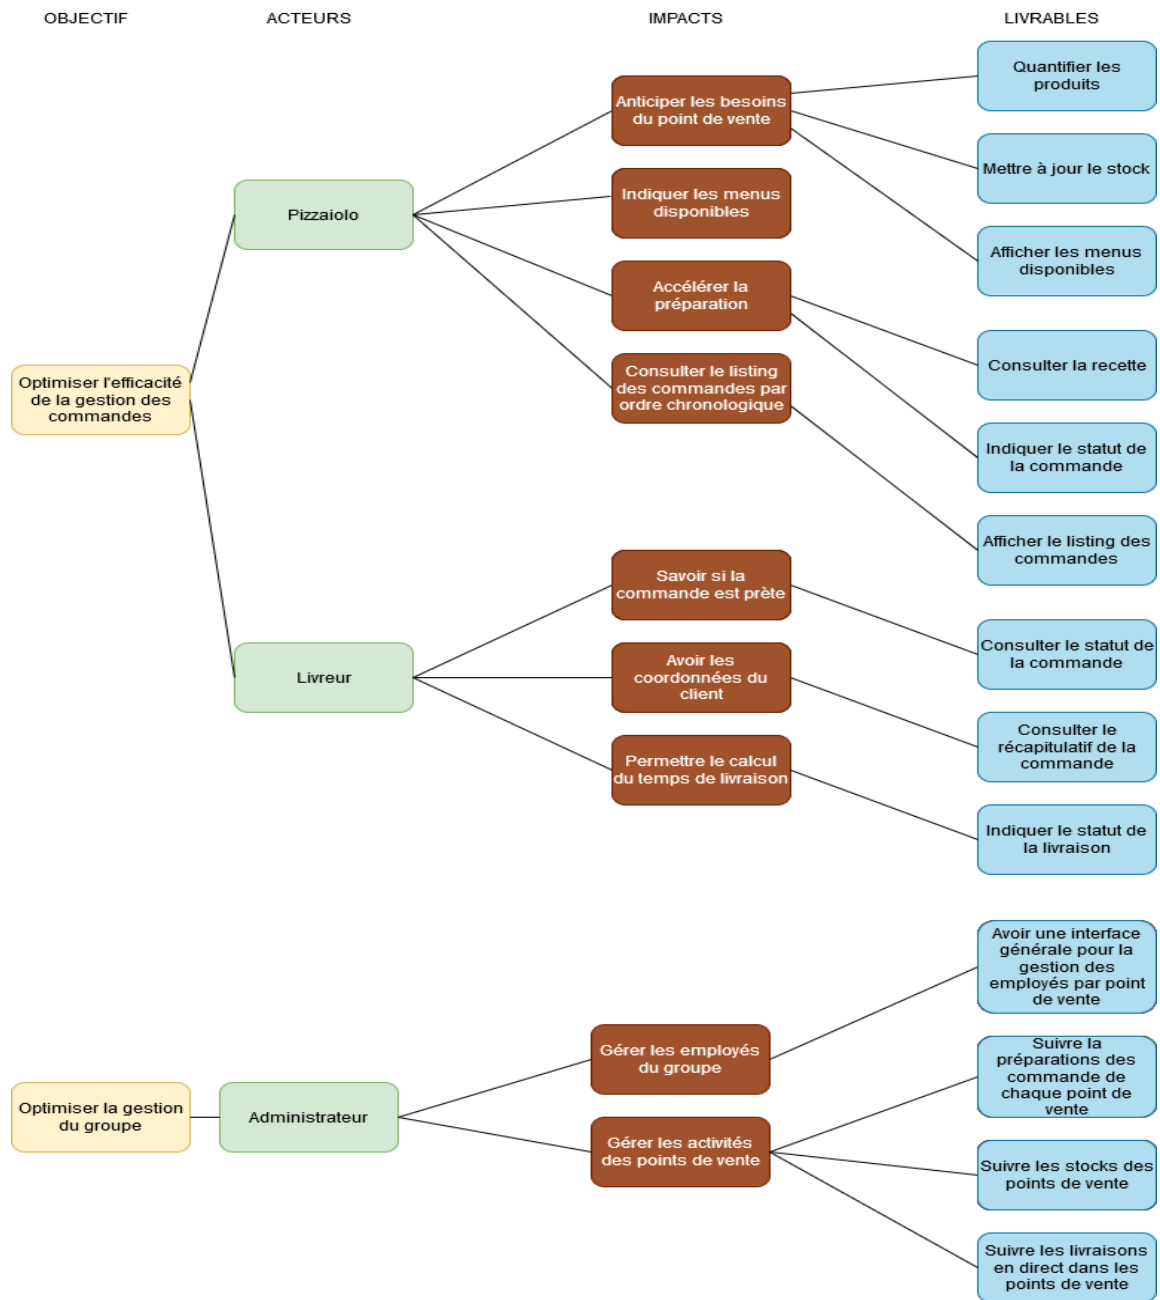 OBJECTIF
ACTEURS
IMPACTS
LIVRABLES
Optimiser l'efficacité
de la gestion des
commandes
Pizzaiolo
Anticiper les besoins
du point de vente
Quantifier les
produits
Mettre à jour le stock
Afficher les menus
disponibles
Indiquer les menus
disponibles
Accélérer la
préparation
Consulter la recette
Indiquer le statut de
la commande
Consulter le listing
des commandes par
ordre chronologique
Afficher le listing des
commandes
Livreur
Savoir si la
commande est prète
Consulter le statut de
la commande
Avoir les
coordonnées du
client
Consulter le
récapitulatif de la
commande
Permettre le calcul
du temps de livraison
Indiquer le statut de
la livraison
Optimiser la gestion
du groupe
Administrateur
Gérer les employés
du groupe
Avoir une interface
générale pour la
gestion des
employés par point
de vente
Gérer les activités
des points de vente
Suivre la
préparations des
commande de
chaque point de
vente
Suivre les stocks des
points de vente
Suivre les livraisons
en direct dans les
points de vente